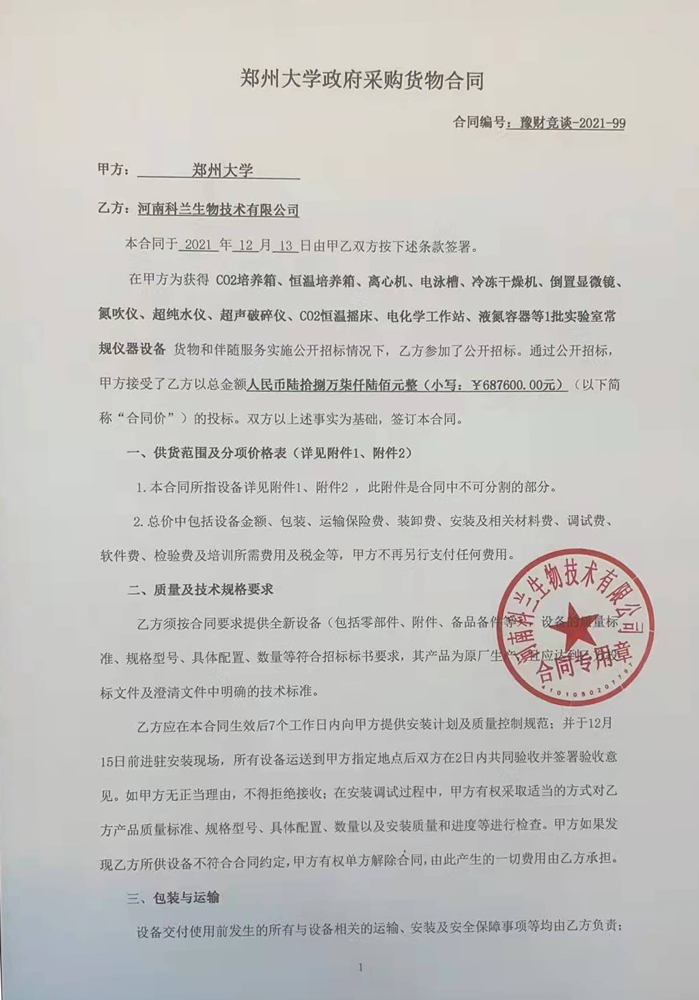 郑州大学政府采购货物合同
合同编号：豫财竞谈-2021-99
甲方： 郑州大学
乙方：河南科兰生物技术有限公司
本合同于 2021 年 12 月 13 日由甲乙双方按下述条款签署。
在甲方为获得 CO2培养箱、恒温培养箱、离心机、电泳槽、冷冻干燥机、倒置显微镜、
氮吹仪、超纯水仪、超声破碎仪、CO2恒温摇床、电化学工作站、液氮容器等1批实验室常
规仪器设备 货物和伴随服务实施公开招标情况下，乙方参加了公开招标。通过公开招标，
甲方接受了乙方以总金额人民币陆拾捌万柒仟陆佰元整（小写：￥687600.00元）（以下简
称“合同价”）的投标。双方以上述事实为基础，签订本合同。
一、供货范围及分项价格表（详见附件1、附件2）
1.本合同所指设备详见附件1、附件2 ，此附件是合同中不可分割的部分。
2.总价中包括设备金额、包装、运输保险费、装卸费、安装及相关材料费、调试费、
软件费、检验费及培训所需费用及税金等，甲方不再另行支付任何费用。
二、质量及技术规格要求
乙方须按合同要求提供全新设备（包括零部件、附件、备品备件等），设备的质量标
准、规格型号、具体配置、数量等符合招标标书要求，其产品为原厂生产，且应达到乙方投
标文件及澄清文件中明确的技术标准。
乙方应在本合同生效后7个工作日内向甲方提供安装计划及质量控制规范；并于12月
15日前进驻安装现场，所有设备运送到甲方指定地点后双方在2日内共同验收并签署验收意
见。如甲方无正当理由，不得拒绝接收；在安装调试过程中，甲方有权采取适当的方式对乙
方产品质量标准、规格型号、具体配置、数量以及安装质量和进度等进行检查。甲方如果发
现乙方所供设备不符合合同约定，甲方有权单方解除合同，由此产生的一切费用由乙方承担。
三、包装与运输
设备交付使用前发生的所有与设备相关的运输、安装及安全保障事项等均由乙方负责；
1
河南科兰生物技术有限公司
合同专用章
4101050207797